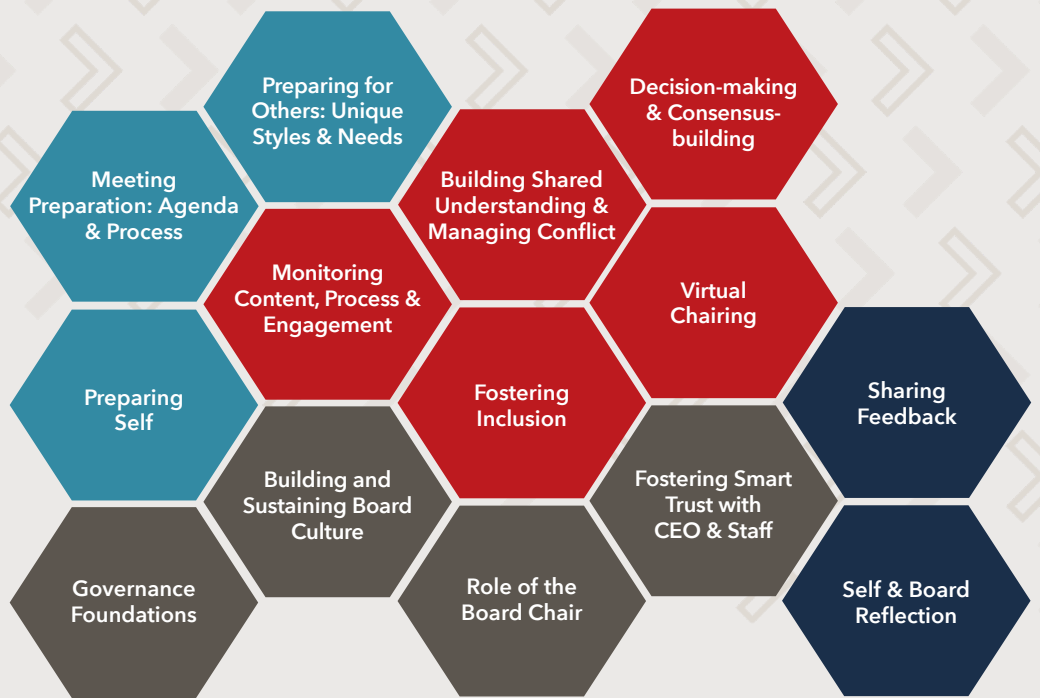 Preparing for
Others: Unique
Styles & Needs
Decision-making
& Consensus-
building
Meeting
Preparation: Agenda
& Process
Building Shared
Understanding &
Managing Conflict
Monitoring
Content, Process &
Engagement
Virtual
Chairing
Preparing
Self
Fostering
Inclusion
Sharing
Feedback
Building and
Sustaining Board
Culture
Fostering Smart
Trust with
CEO & Staff
Governance
Foundations
Role of the
Board Chair
Self & Board
Reflection